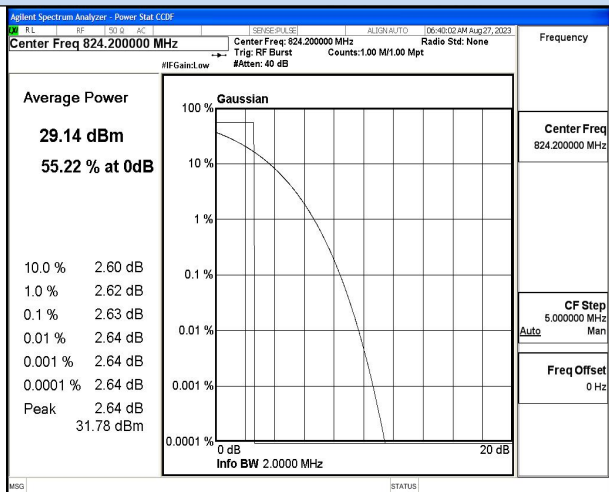 Agilent Spectrum Analyzer - Power Stat CCDF
RL RF 50 Ω AC SENSE:PULSE ALIGN AUTO 06:40:02 AM Aug 27, 2023
Center Freq 824.200000 MHz
Center Freq: 824.200000 MHz Radio Std: None
Trig: RF Burst Counts:1.00 M/1.00 Mpt
#IFGain:Low #Atten: 40 dB
Average Power
29.14 dBm
55.22 % at 0dB
10.0 % 2.60 dB
1.0 % 2.62 dB
0.1 % 2.63 dB
0.01 % 2.64 dB
0.001 % 2.64 dB
0.0001 % 2.64 dB
Peak 2.64 dB
31.78 dBm
Gaussian
100 %
10 %
1 %
0.1 %
0.01 %
0.001 %
0.0001 %
0 dB 20 dB
Info BW 2.0000 MHz
Frequency
Center Freq
824.200000 MHz
CF Step
5.000000 MHz
Auto Man
Freq Offset
0 Hz
MSG STATUS